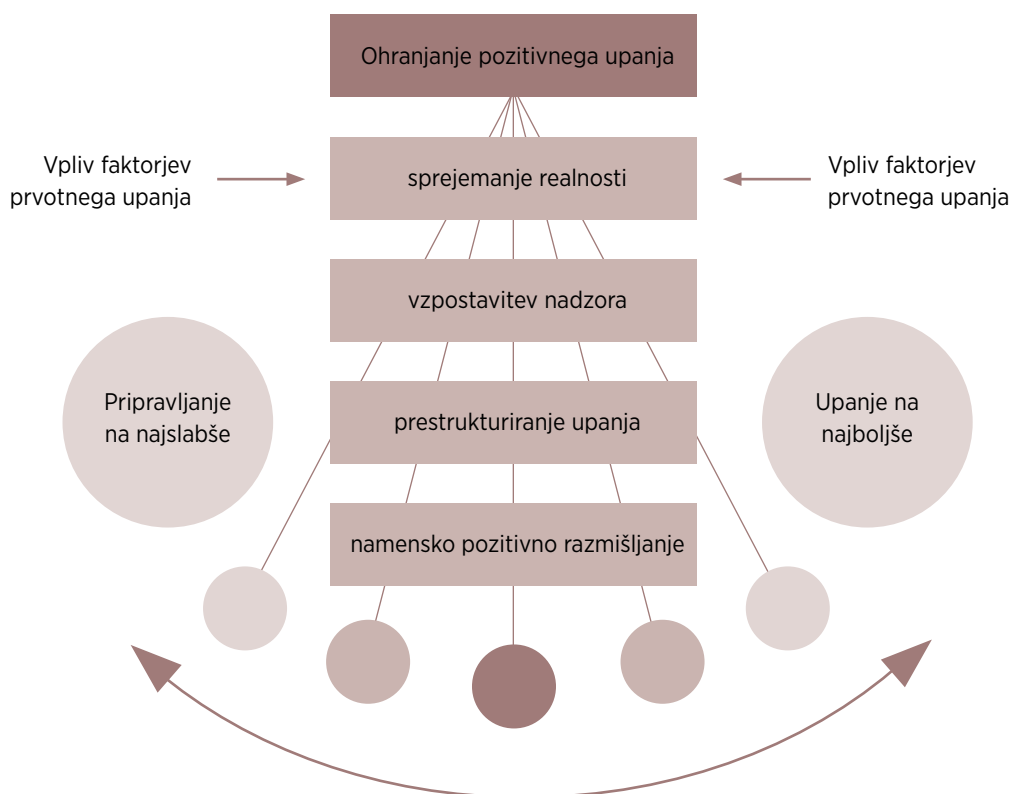 Ohranjanje pozitivnega upanja
Vpliv faktorjev
prvotnega upanja
sprejemanje realnosti
Vpliv faktorjev
prvotnega upanja
vzpostavitev nadzora
Pripravljanje
na najslabše
prestrukturiranje upanja
Upanje na
najboljše
namensko pozitivno razmišljanje